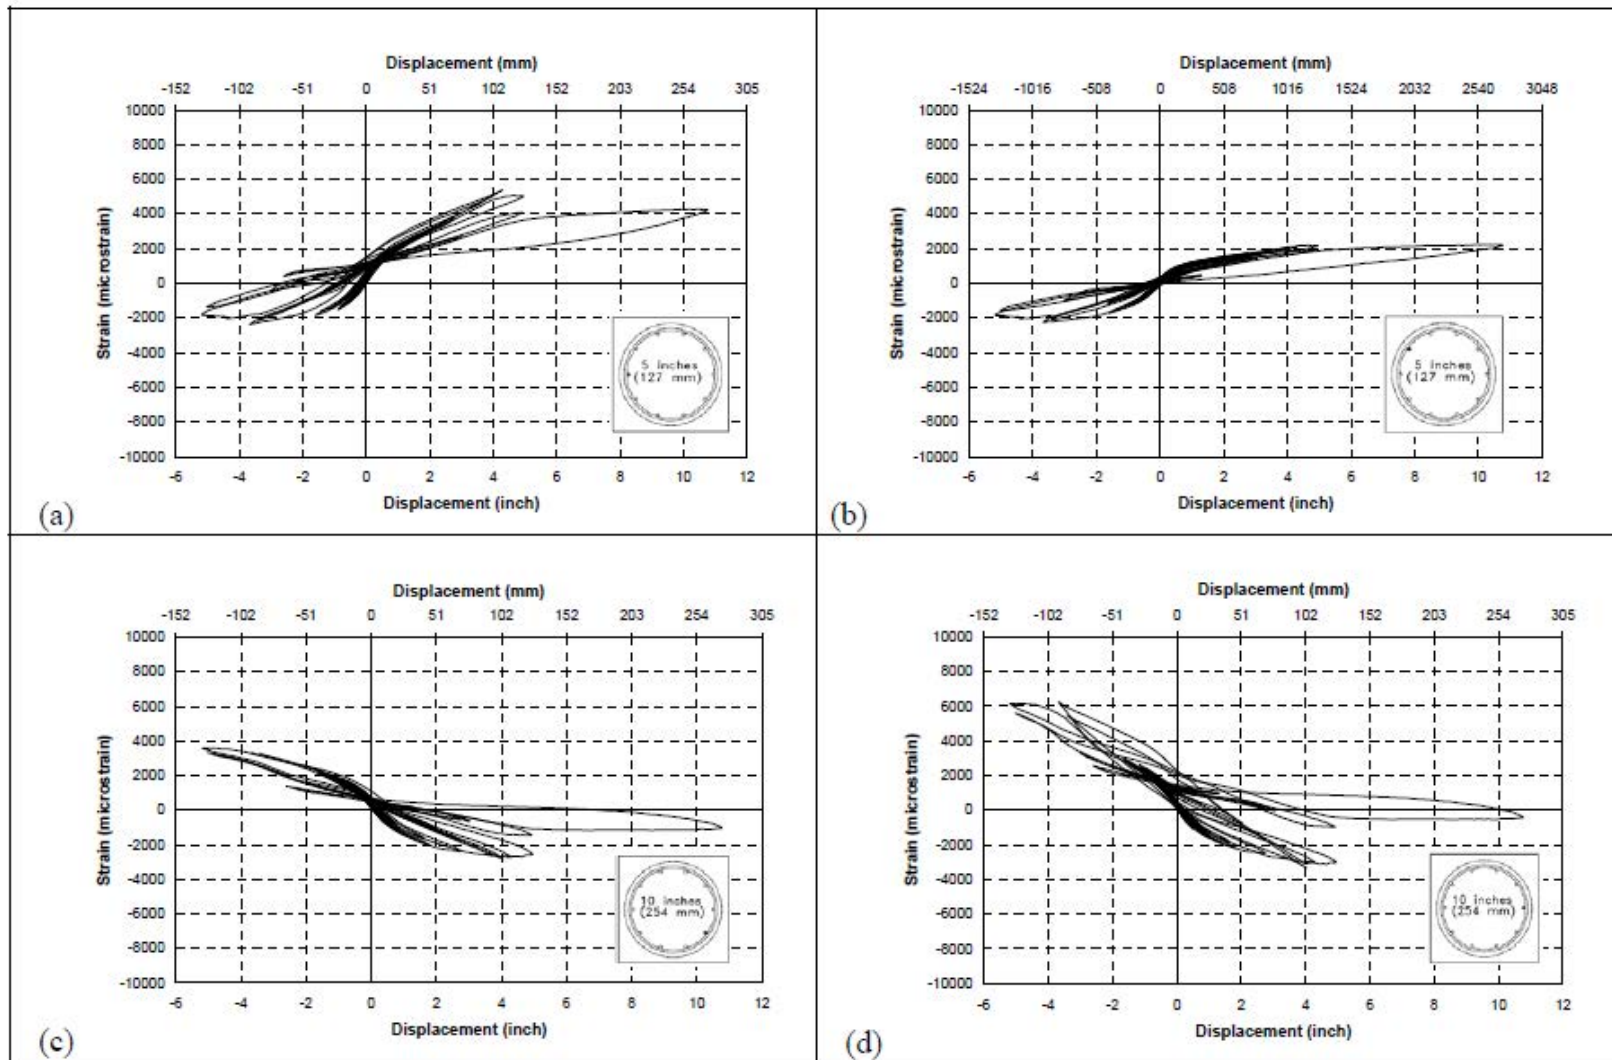 Displacement (mm)
-152 -102 -51 0 51 102 152 203 254 305
10000
8000
6000
4000
2000
0
-2000
-4000
-6000
-8000
-10000
Strain (microstrain)
5 inches
(127 mm)
-6 -4 -2 0 2 4 6 8 10 12
Displacement (inch)
(a)
Displacement (mm)
-1524 -1016 -508 0 508 1016 1524 2032 2540 3048
10000
8000
6000
4000
2000
0
-2000
-4000
-6000
-8000
-10000
Strain (microstrain)
5 inches
(127 mm)
-6 -4 -2 0 2 4 6 8 10 12
Displacement (inch)
(b)
Displacement (mm)
-152 -102 -51 0 51 102 152 203 254 305
10000
8000
6000
4000
2000
0
-2000
-4000
-6000
-8000
-10000
Strain (microstrain)
10 inches
(254 mm)
-6 -4 -2 0 2 4 6 8 10 12
Displacement (inch)
(c)
Displacement (mm)
-152 -102 -51 0 51 102 152 203 254 305
10000
8000
6000
4000
2000
0
-2000
-4000
-6000
-8000
-10000
Strain (microstrain)
10 inches
(254 mm)
-6 -4 -2 0 2 4 6 8 10 12
Displacement (inch)
(d)